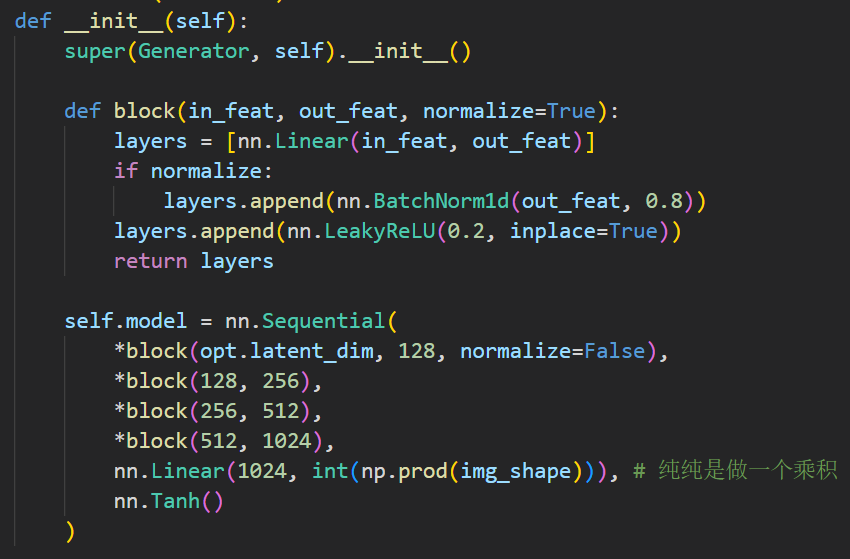 def __init__(self):
    super(Generator, self).__init__()

    def block(in_feat, out_feat, normalize=True):
        layers = [nn.Linear(in_feat, out_feat)]
        if normalize:
            layers.append(nn.BatchNorm1d(out_feat, 0.8))
        layers.append(nn.LeakyReLU(0.2, inplace=True))
        return layers

    self.model = nn.Sequential(
        *block(opt.latent_dim, 128, normalize=False),
        *block(128, 256),
        *block(256, 512),
        *block(512, 1024),
        nn.Linear(1024, int(np.prod(img_shape))), # 纯纯是做一个乘积
        nn.Tanh()
    )